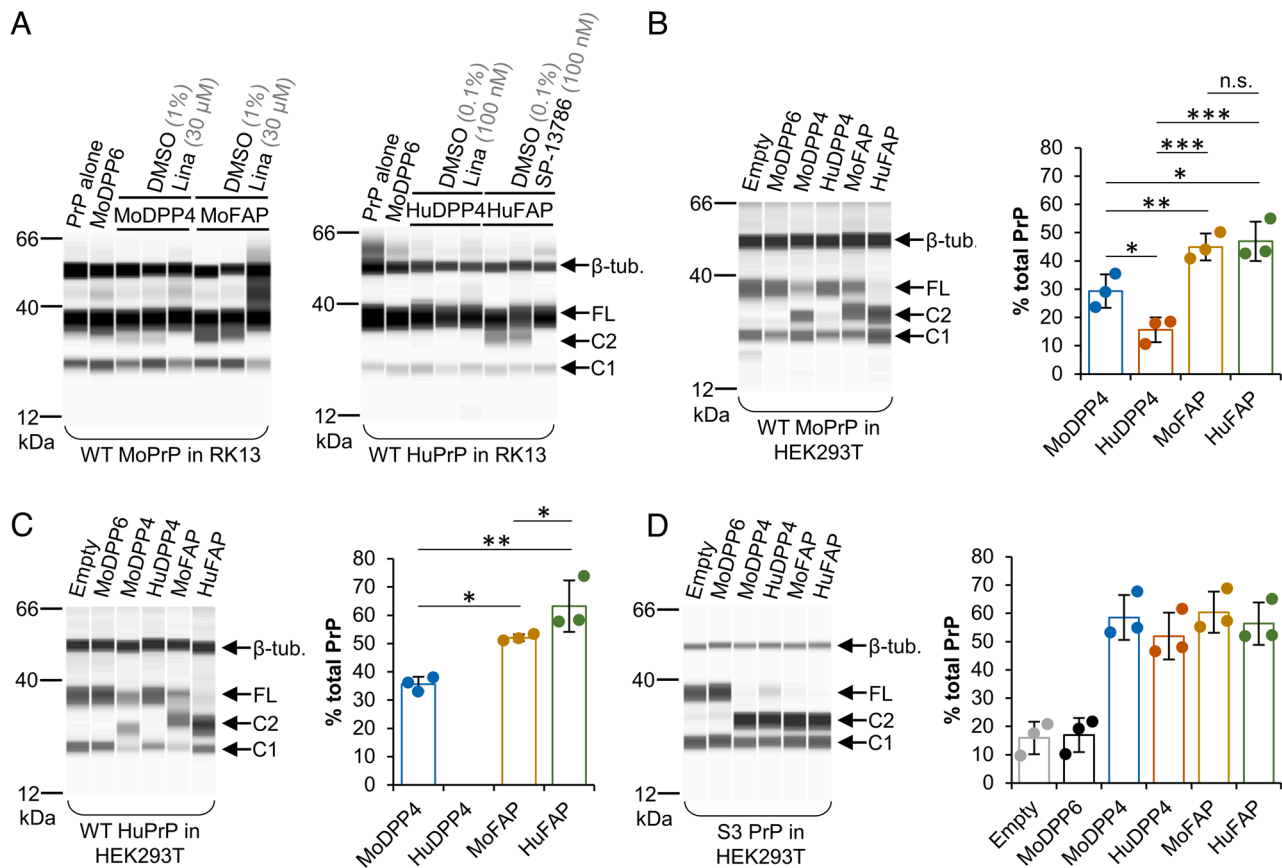 A
PrP alone
MoDPP6
DMSO (1%)
Lina (30 µM)
DMSO (1%)
Lina (30 µM)
MoDPP4 MoFAP
66
40
12
kDa
WT MoPrP in RK13
PrP alone
MoDPP6
DMSO (0.1%)
Lina (100 nM)
DMSO (0.1%)
SP-13786 (100 nM)
HuDPP4 HuFAP
66
40
12
kDa
β-tub.
FL
C2
C1
WT HuPrP in RK13
B
Empty
MoDPP6
MoDPP4
HuDPP4
MoFAP
HuFAP
66
40
12
kDa
β-tub.
FL
C2
C1
WT MoPrP in
HEK293T
n.s.
***
***
*
**
*
% total PrP
80
70
60
50
40
30
20
10
0
MoDPP4
HuDPP4
MoFAP
HuFAP
C
Empty
MoDPP6
MoDPP4
HuDPP4
MoFAP
HuFAP
66
40
12
kDa
β-tub.
FL
C2
C1
WT HuPrP in
HEK293T
*
**
*
% total PrP
80
70
60
50
40
30
20
10
0
MoDPP4
HuDPP4
MoFAP
HuFAP
D
Empty
MoDPP6
MoDPP4
HuDPP4
MoFAP
HuFAP
66
40
12
kDa
β-tub.
FL
C2
C1
S3 PrP in
HEK293T
% total PrP
80
70
60
50
40
30
20
10
0
Empty
MoDPP6
MoDPP4
HuDPP4
MoFAP
HuFAP